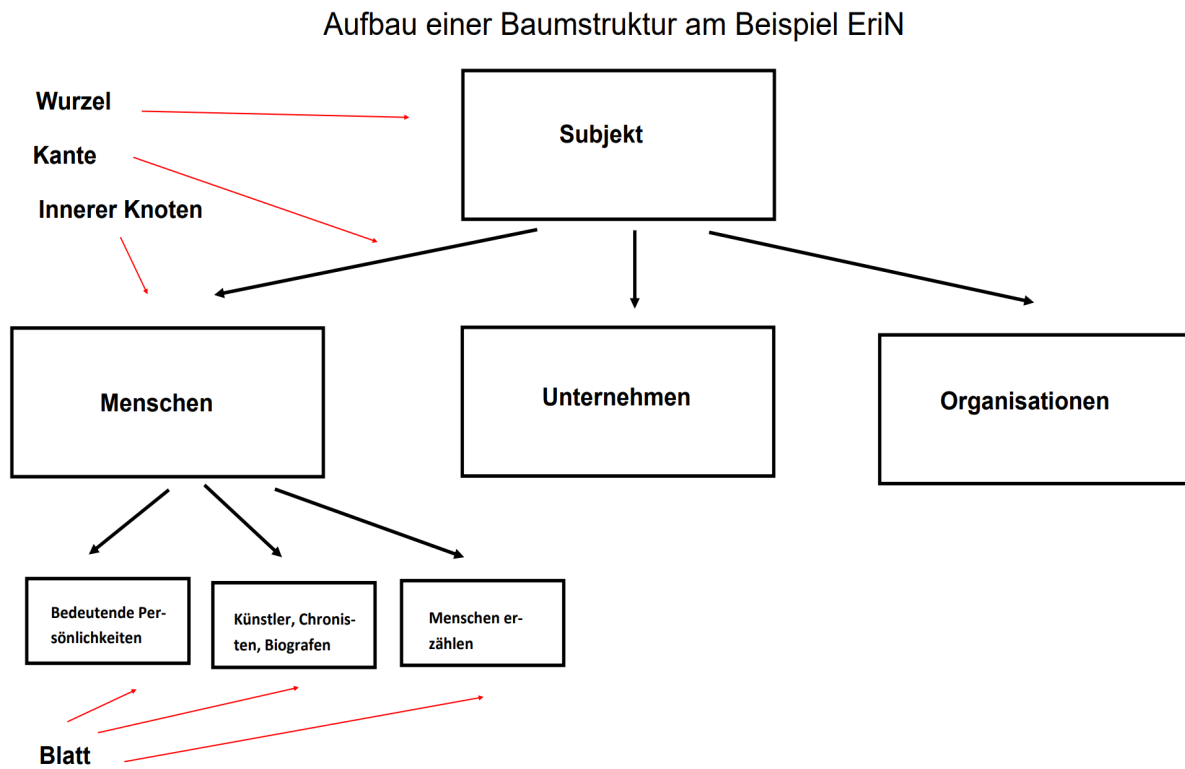 Aufbau einer Baumstruktur am Beispiel EriN
Wurzel
Subjekt
Kante
Innerer Knoten
Menschen
Unternehmen
Organisationen
Bedeutende Per-
sönlichkeiten
Künstler, Chronis-
ten, Biografen
Menschen er-
zählen
Blatt